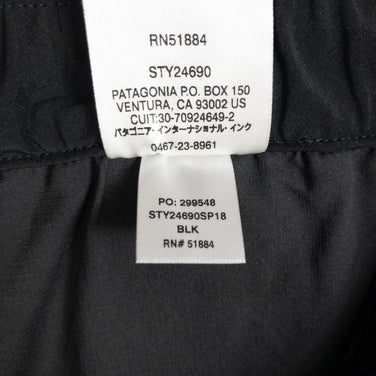 RN51884
STY24690
PATAGONIA P.O. BOX 150
VENTURA, CA 93002 US
CUIT:30-70924649-2
パタゴニア・インターナショナル・インク
0467-23-8961
PO: 299548
STY24690SP18
BLK
RN# 51884